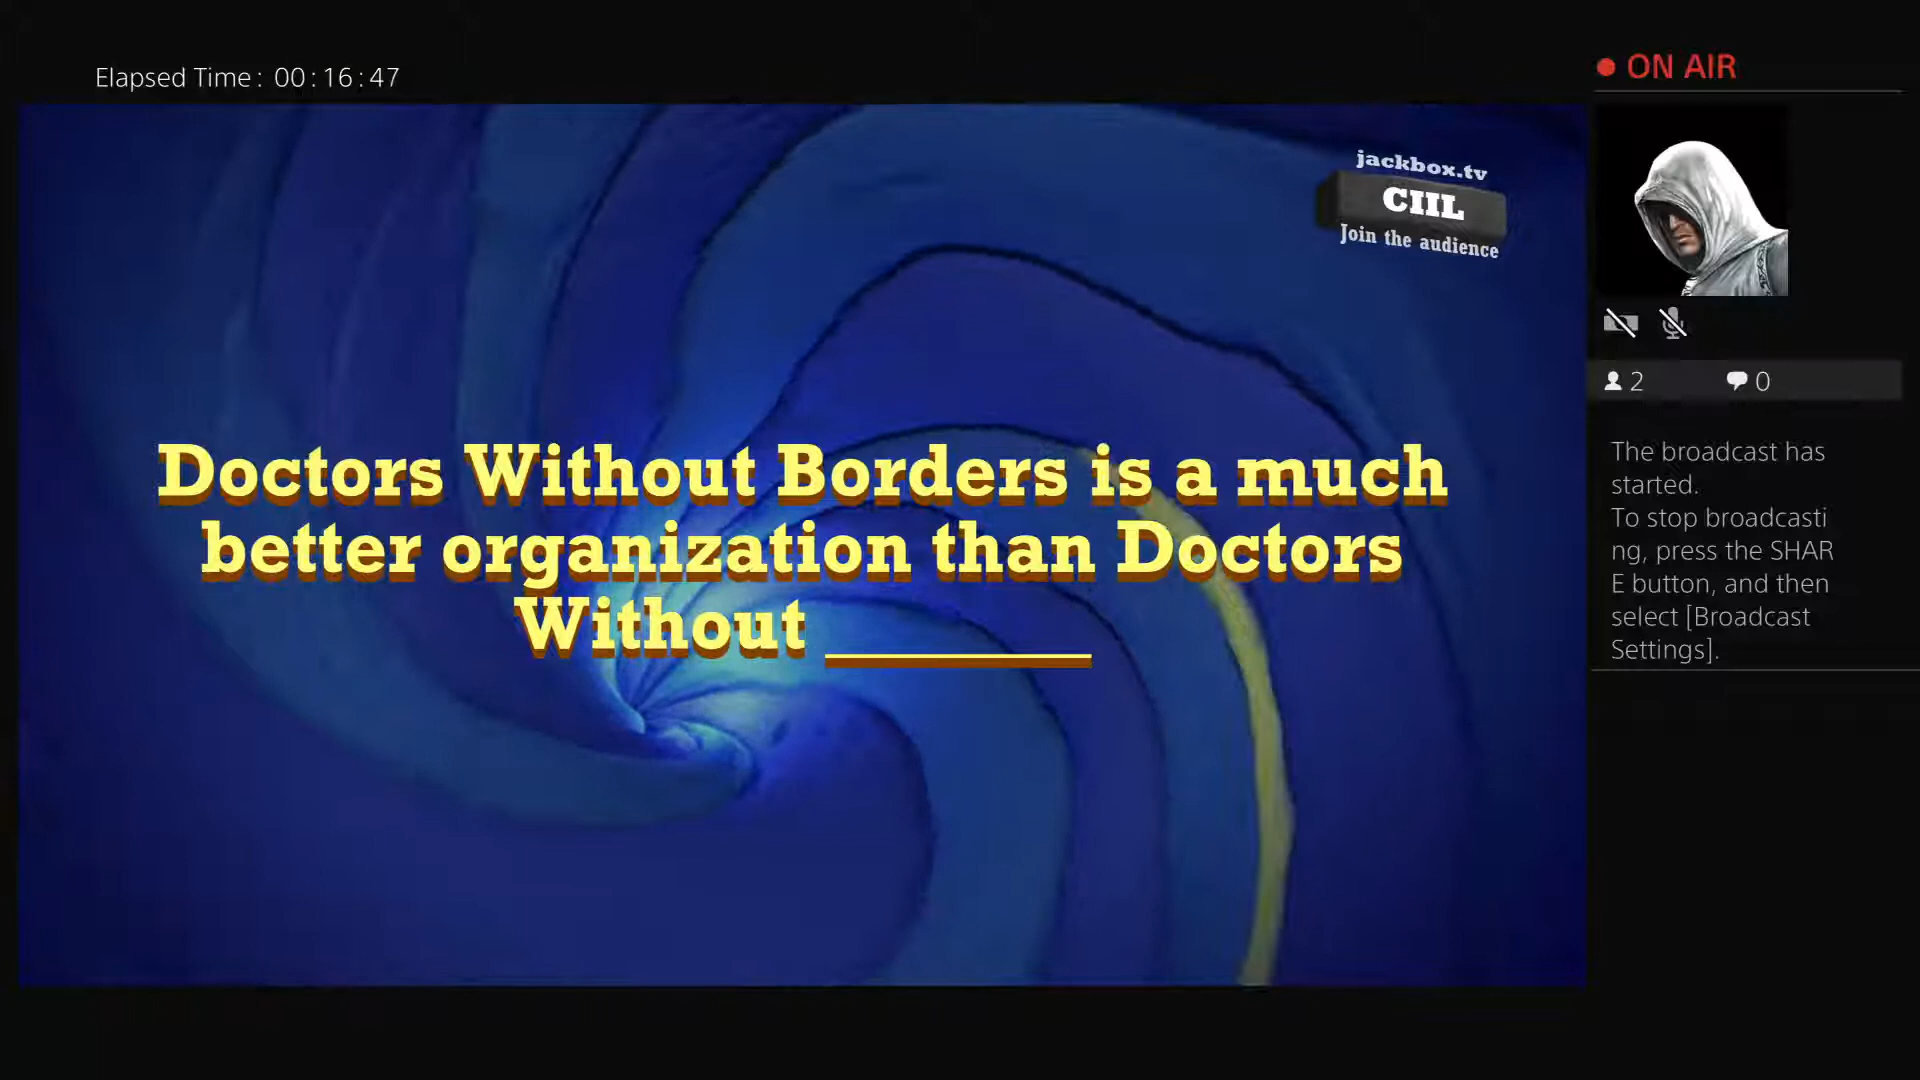 Elapsed Time: 00:16:47
ON AIR
jackbox.tv
CIIL
Join the audience
2
0
Doctors Without Borders is a much
better organization than Doctors
Without ________
The broadcast has
started.
To stop broadcasti
ng, press the SHAR
E button, and then
select [Broadcast
Settings].